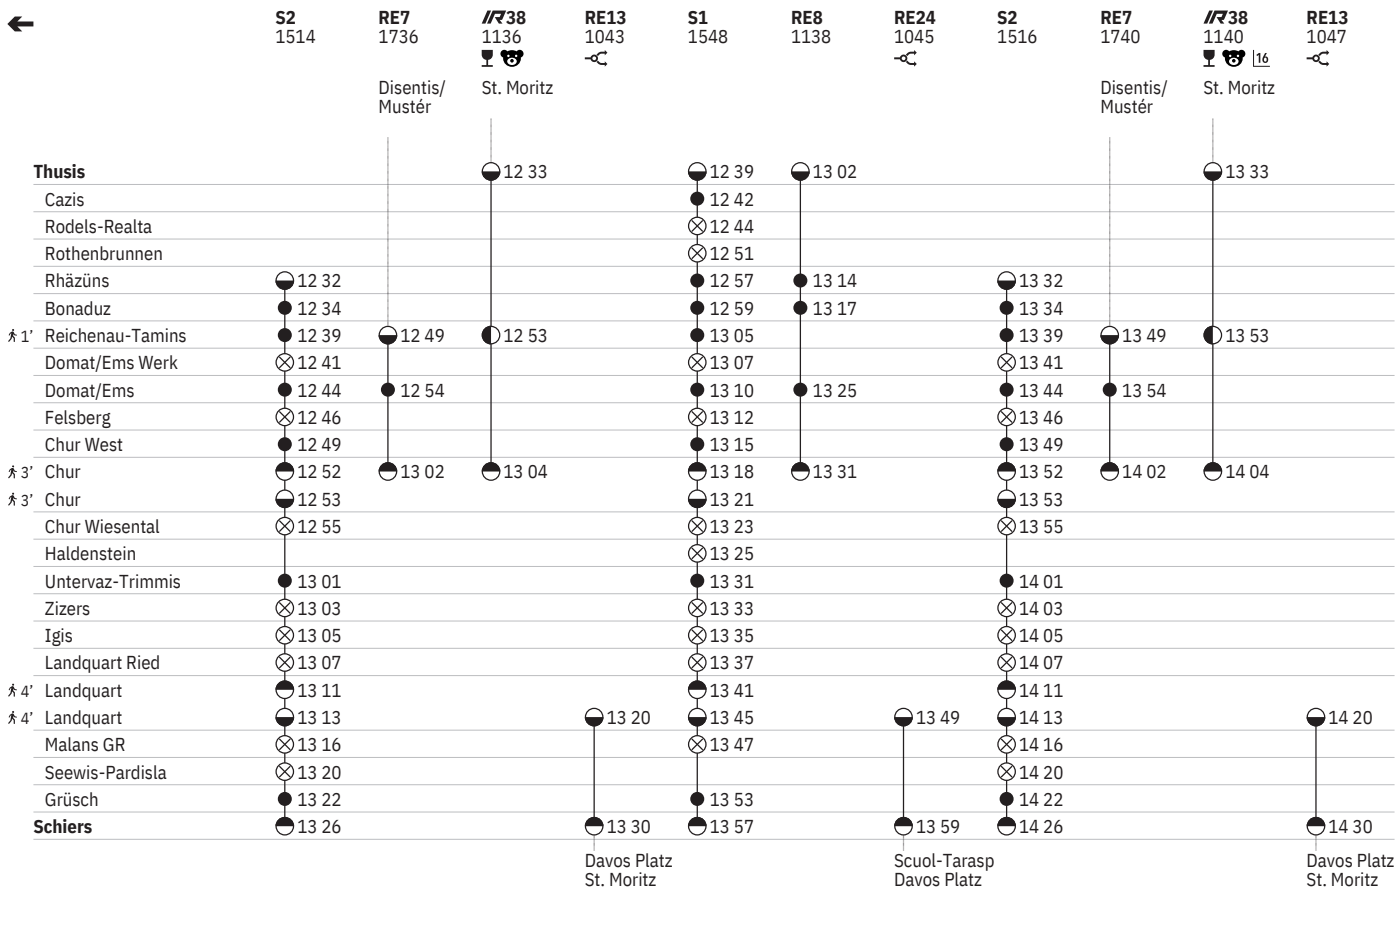 S2 RE7 IR38 RE13 S1 RE8 RE24 S2 RE7 IR38 RE13
1514 1736 1136 1043 1548 1138 1045 1516 1740 1140 1047
16
Disentis/ St. Moritz Disentis/ St. Moritz
Mustér Mustér
Thusis 12 33 12 39 13 02 13 33
Cazis 12 42
Rodels-Realta 12 44
Rothenbrunnen 12 51
Rhäzüns 12 32 12 57 13 14 13 32
Bonaduz 12 34 12 59 13 17 13 34
1’ Reichenau-Tamins 12 39 12 49 12 53 13 05 13 39 13 49 13 53
Domat/Ems Werk 12 41 13 07 13 41
Domat/Ems 12 44 12 54 13 10 13 25 13 44 13 54
Felsberg 12 46 13 12 13 46
Chur West 12 49 13 15 13 49
3’ Chur 12 52 13 02 13 04 13 18 13 31 13 52 14 02 14 04
3’ Chur 12 53 13 21 13 53
Chur Wiesental 12 55 13 23 13 55
Haldenstein 13 25
Untervaz-Trimmis 13 01 13 31 14 01
Zizers 13 03 13 33 14 03
Igis 13 05 13 35 14 05
Landquart Ried 13 07 13 37 14 07
4’ Landquart 13 11 13 41 14 11
4’ Landquart 13 13 13 20 13 45 13 49 14 13 14 20
Malans GR 13 16 13 47 14 16
Seewis-Pardisla 13 20 14 20
Grüsch 13 22 13 53 14 22
Schiers 13 26 13 30 13 57 13 59 14 26 14 30
Davos Platz Scuol-Tarasp Davos Platz
St. Moritz Davos Platz St. Moritz